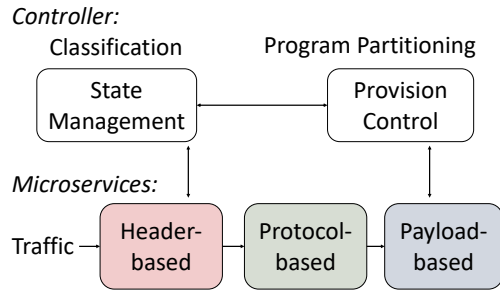 Controller:
Classification
Program Partitioning
State
Management
Provision
Control
Microservices:
Traffic
Header-
based
Protocol-
based
Payload-
based